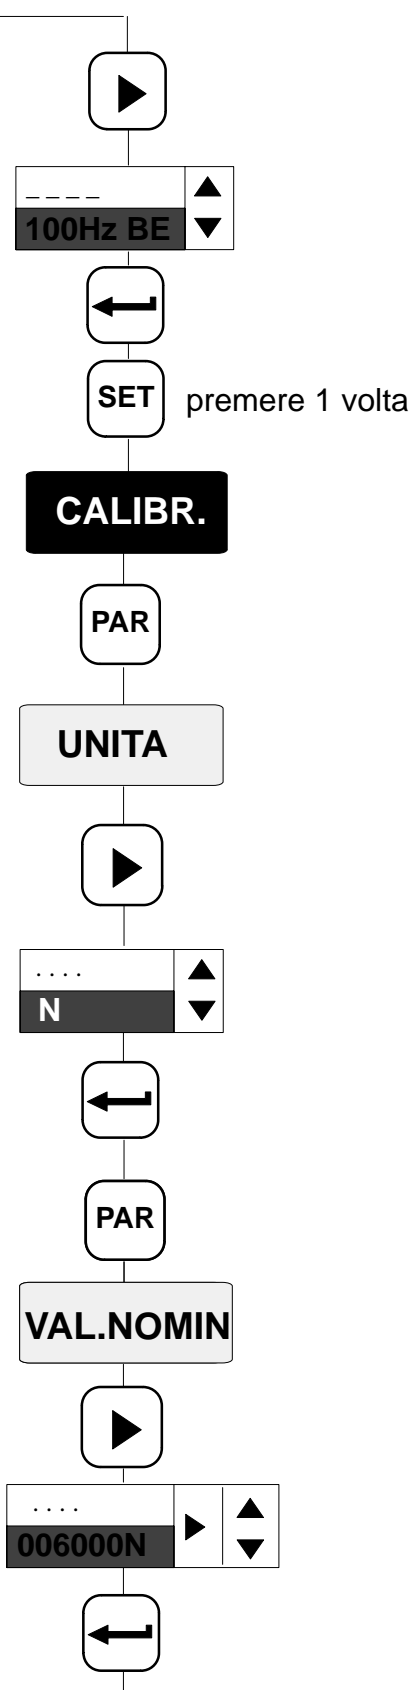 _ _ _ _
100Hz BE
SET premere 1 volta
CALIBR.
PAR
UNITA
. . . .
N
PAR
VAL.NOMIN
. . . .
006000N